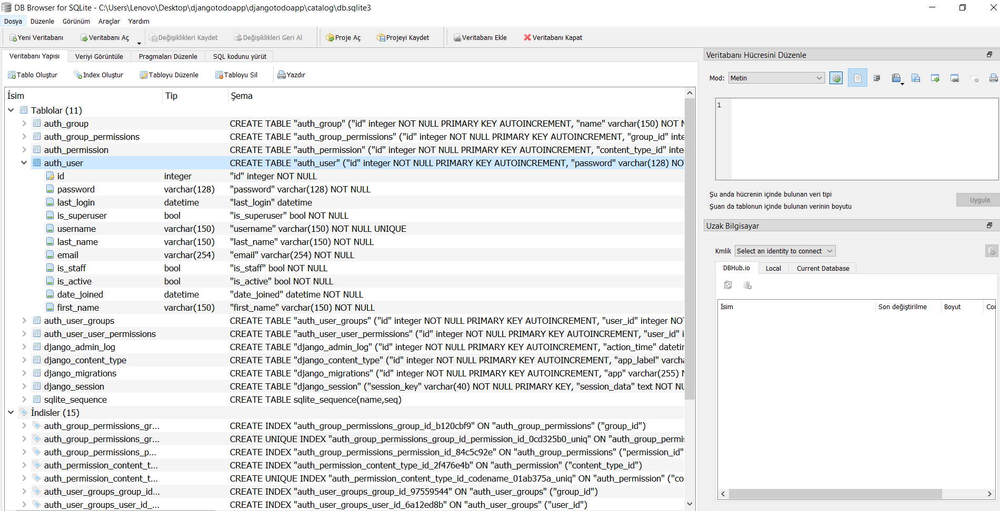 DB Browser for SQLite - C:\Users\Lenovo\Desktop\djangotodoapp\djangotodoapp\catalog\db.sqlite3
Dosya Düzenle Görünüm Araçlar Yardım
Yeni Veritabanı Veritabanı Aç Değişiklikleri Kaydet Değişiklikleri Geri Al Proje Aç Projeyi Kaydet Veritabanı Ekle Veritabanı Kapat
Veritabanı Yapısı Veriyi Görüntüle Pragmaları Düzenle SQL kodunu yürüt
Tablo Oluştur Index Oluştur Tabloyu Düzenle Tabloyu Sil Yazdır
İsim Tip Şema
Tablolar (11)
auth_group CREATE TABLE "auth_group" ("id" integer NOT NULL PRIMARY KEY AUTOINCREMENT, "name" varchar(150) NOT N
auth_group_permissions CREATE TABLE "auth_group_permissions" ("id" integer NOT NULL PRIMARY KEY AUTOINCREMENT, "group_id" inte
auth_permission CREATE TABLE "auth_permission" ("id" integer NOT NULL PRIMARY KEY AUTOINCREMENT, "content_type_id" inte
auth_user CREATE TABLE "auth_user" ("id" integer NOT NULL PRIMARY KEY AUTOINCREMENT, "password" varchar(128) NO
id integer "id" integer NOT NULL
password varchar(128) "password" varchar(128) NOT NULL
last_login datetime "last_login" datetime
is_superuser bool "is_superuser" bool NOT NULL
username varchar(150) "username" varchar(150) NOT NULL UNIQUE
last_name varchar(150) "last_name" varchar(150) NOT NULL
email varchar(254) "email" varchar(254) NOT NULL
is_staff bool "is_staff" bool NOT NULL
is_active bool "is_active" bool NOT NULL
date_joined datetime "date_joined" datetime NOT NULL
first_name varchar(150) "first_name" varchar(150) NOT NULL
auth_user_groups CREATE TABLE "auth_user_groups" ("id" integer NOT NULL PRIMARY KEY AUTOINCREMENT, "user_id" integer NO
auth_user_user_permissions CREATE TABLE "auth_user_user_permissions" ("id" integer NOT NULL PRIMARY KEY AUTOINCREMENT, "user_id" i
django_admin_log CREATE TABLE "django_admin_log" ("id" integer NOT NULL PRIMARY KEY AUTOINCREMENT, "action_time" datetir
django_content_type CREATE TABLE "django_content_type" ("id" integer NOT NULL PRIMARY KEY AUTOINCREMENT, "app_label" varcha
django_migrations CREATE TABLE "django_migrations" ("id" integer NOT NULL PRIMARY KEY AUTOINCREMENT, "app" varchar(255) N
django_session CREATE TABLE "django_session" ("session_key" varchar(40) NOT NULL PRIMARY KEY, "session_data" text NOT NU
sqlite_sequence CREATE TABLE sqlite_sequence(name,seq)
İndisler (15)
auth_group_permissions_gr... CREATE INDEX "auth_group_permissions_group_id_b120cbf9" ON "auth_group_permissions" ("group_id")
auth_group_permissions_gr... CREATE UNIQUE INDEX "auth_group_permissions_group_id_permission_id_0cd325b0_uniq" ON "auth_group_permis
auth_group_permissions_p... CREATE INDEX "auth_group_permissions_permission_id_84c5c92e" ON "auth_group_permissions" ("permission_id"
auth_permission_content_t... CREATE INDEX "auth_permission_content_type_id_2f476e4b" ON "auth_permission" ("content_type_id")
auth_permission_content_t... CREATE UNIQUE INDEX "auth_permission_content_type_id_codename_01ab375a_uniq" ON "auth_permission" ("co
auth_user_groups_group_id... CREATE INDEX "auth_user_groups_group_id_97559544" ON "auth_user_groups" ("group_id")
auth_user_groups_user_id_... CREATE INDEX "auth_user_groups_user_id_6a12ed8b" ON "auth_user_groups" ("user_id")
Veritabanı Hücresini Düzenle
Mod: Metin
1
Şu anda hücrenin içinde bulunan veri tipi
Şuan da tablonun içinde bulunan verinin boyutu
Uygula
Uzak Bilgisayar
Kmlik Select an identity to connect
DBHub.io Local Current Database
İsim Son değiştirilme Boyut Cor